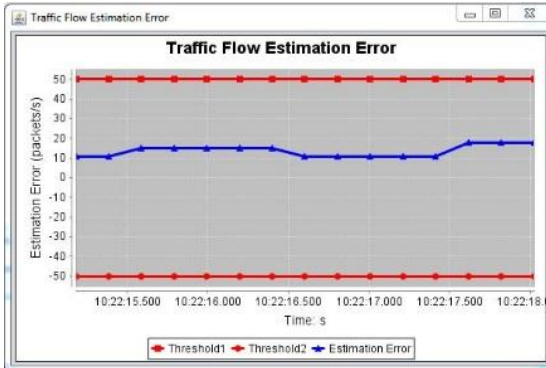 Traffic Flow Estimation Error
Traffic Flow Estimation Error
Estimation Error (packets/s)
50
40
30
20
10
0
-10
-20
-30
-40
-50
10:22:15.500 10:22:16.000 10:22:16.500 10:22:17.000 10:22:17.500 10:22:18.0
Time: s
Threshold1 Threshold2 Estimation Error